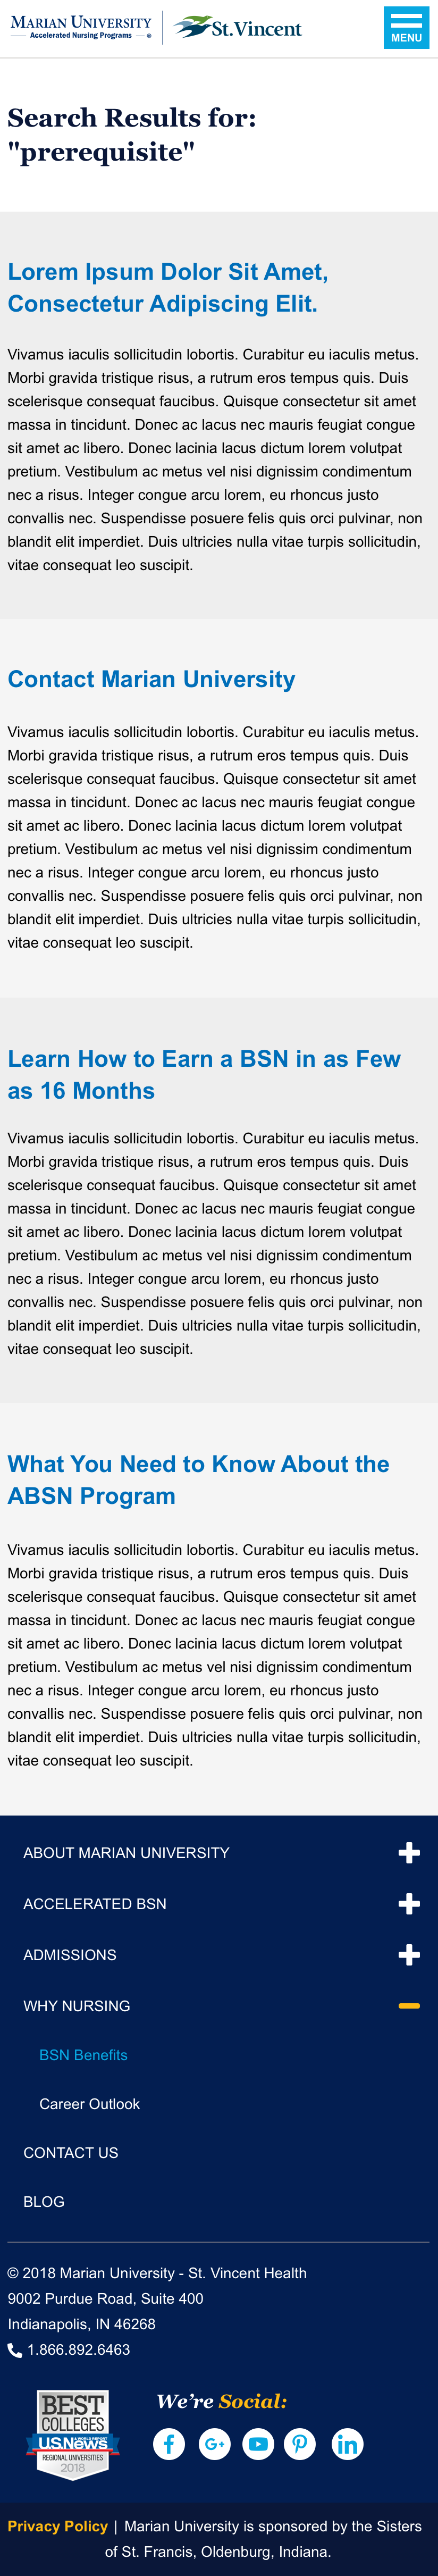 MARIAN UNIVERSITY
Accelerated Nursing Programs
®
St.Vincent
MENU
Search Results for:
"prerequisite"
Lorem Ipsum Dolor Sit Amet,
Consectetur Adipiscing Elit.
Vivamus iaculis sollicitudin lobortis. Curabitur eu iaculis metus.
Morbi gravida tristique risus, a rutrum eros tempus quis. Duis
scelerisque consequat faucibus. Quisque consectetur sit amet
massa in tincidunt. Donec ac lacus nec mauris feugiat congue
sit amet ac libero. Donec lacinia lacus dictum lorem volutpat
pretium. Vestibulum ac metus vel nisi dignissim condimentum
nec a risus. Integer congue arcu lorem, eu rhoncus justo
convallis nec. Suspendisse posuere felis quis orci pulvinar, non
blandit elit imperdiet. Duis ultricies nulla vitae turpis sollicitudin,
vitae consequat leo suscipit.
Contact Marian University
Vivamus iaculis sollicitudin lobortis. Curabitur eu iaculis metus.
Morbi gravida tristique risus, a rutrum eros tempus quis. Duis
scelerisque consequat faucibus. Quisque consectetur sit amet
massa in tincidunt. Donec ac lacus nec mauris feugiat congue
sit amet ac libero. Donec lacinia lacus dictum lorem volutpat
pretium. Vestibulum ac metus vel nisi dignissim condimentum
nec a risus. Integer congue arcu lorem, eu rhoncus justo
convallis nec. Suspendisse posuere felis quis orci pulvinar, non
blandit elit imperdiet. Duis ultricies nulla vitae turpis sollicitudin,
vitae consequat leo suscipit.
Learn How to Earn a BSN in as Few
as 16 Months
Vivamus iaculis sollicitudin lobortis. Curabitur eu iaculis metus.
Morbi gravida tristique risus, a rutrum eros tempus quis. Duis
scelerisque consequat faucibus. Quisque consectetur sit amet
massa in tincidunt. Donec ac lacus nec mauris feugiat congue
sit amet ac libero. Donec lacinia lacus dictum lorem volutpat
pretium. Vestibulum ac metus vel nisi dignissim condimentum
nec a risus. Integer congue arcu lorem, eu rhoncus justo
convallis nec. Suspendisse posuere felis quis orci pulvinar, non
blandit elit imperdiet. Duis ultricies nulla vitae turpis sollicitudin,
vitae consequat leo suscipit.
What You Need to Know About the
ABSN Program
Vivamus iaculis sollicitudin lobortis. Curabitur eu iaculis metus.
Morbi gravida tristique risus, a rutrum eros tempus quis. Duis
scelerisque consequat faucibus. Quisque consectetur sit amet
massa in tincidunt. Donec ac lacus nec mauris feugiat congue
sit amet ac libero. Donec lacinia lacus dictum lorem volutpat
pretium. Vestibulum ac metus vel nisi dignissim condimentum
nec a risus. Integer congue arcu lorem, eu rhoncus justo
convallis nec. Suspendisse posuere felis quis orci pulvinar, non
blandit elit imperdiet. Duis ultricies nulla vitae turpis sollicitudin,
vitae consequat leo suscipit.
ABOUT MARIAN UNIVERSITY
ACCELERATED BSN
ADMISSIONS
WHY NURSING
BSN Benefits
Career Outlook
CONTACT US
BLOG
© 2018 Marian University - St. Vincent Health
9002 Purdue Road, Suite 400
Indianapolis, IN 46268
1.866.892.6463
BEST
COLLEGES
U.S.News
REGIONAL UNIVERSITIES
2018
We're Social:
Privacy Policy | Marian University is sponsored by the Sisters
of St. Francis, Oldenburg, Indiana.